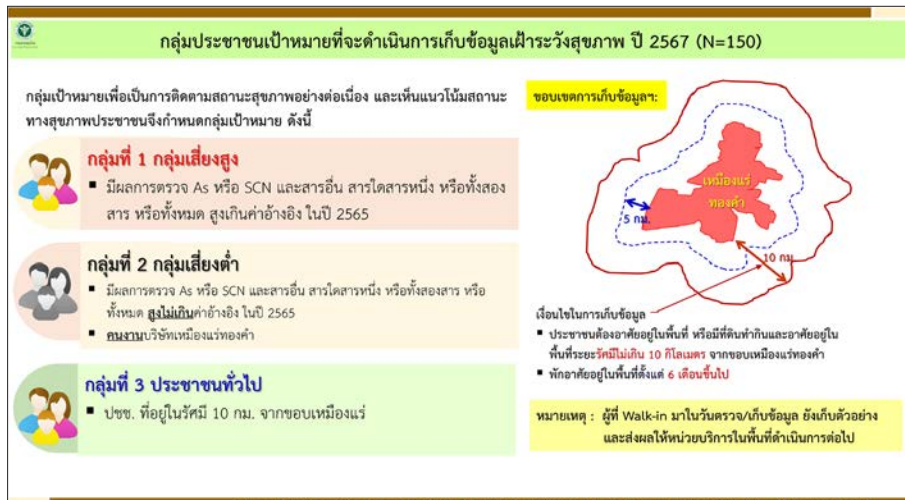 กลุ่มประชาชนเป้าหมายที่จะดำเนินการเก็บข้อมูลเฝ้าระวังสุขภาพ ปี 2567 (N=150)
กลุ่มเป้าหมายเพื่อเป็นการติดตามสถานะสุขภาพอย่างต่อเนื่อง และเห็นแนวโน้มสถานะ
ทางสุขภาพประชาชนจึงกำหนดกลุ่มเป้าหมาย ดังนี้
กลุ่มที่ 1 กลุ่มเสี่ยงสูง
▪ มีผลการตรวจ As หรือ SCN และสารอื่น สารใดสารหนึ่ง หรือทั้งสอง
สาร หรือทั้งหมด สูงเกินค่าอ้างอิง ในปี 2565
กลุ่มที่ 2 กลุ่มเสี่ยงต่ำ
▪ มีผลการตรวจ As หรือ SCN และสารอื่น สารใดสารหนึ่ง หรือทั้งสองสาร หรือ
ทั้งหมด สูงไม่เกินค่าอ้างอิง ในปี 2565
▪ คนงานบริษัทเหมืองแร่ทองคำ
กลุ่มที่ 3 ประชาชนทั่วไป
▪ ปชช. ที่อยู่ในรัศมี 10 กม. จากขอบเหมืองแร่
ขอบเขตการเก็บข้อมูลฯ:
เหมืองแร่
ทองคำ
5 กม.
10 กม
เงื่อนไขในการเก็บข้อมูล
▪ ประชาชนต้องอาศัยอยู่ในพื้นที่ หรือมีที่ดินทำกินและอาศัยอยู่ใน
พื้นที่ระยะรัศมีไม่เกิน 10 กิโลเมตร จากขอบเหมืองแร่ทองคำ
▪ พักอาศัยอยู่ในพื้นที่ตั้งแต่ 6 เดือนขึ้นไป
หมายเหตุ : ผู้ที่ Walk-in มาในวันตรวจ/เก็บข้อมูล ยังเก็บตัวอย่าง
และส่งผลให้หน่วยบริการในพื้นที่ดำเนินการต่อไป